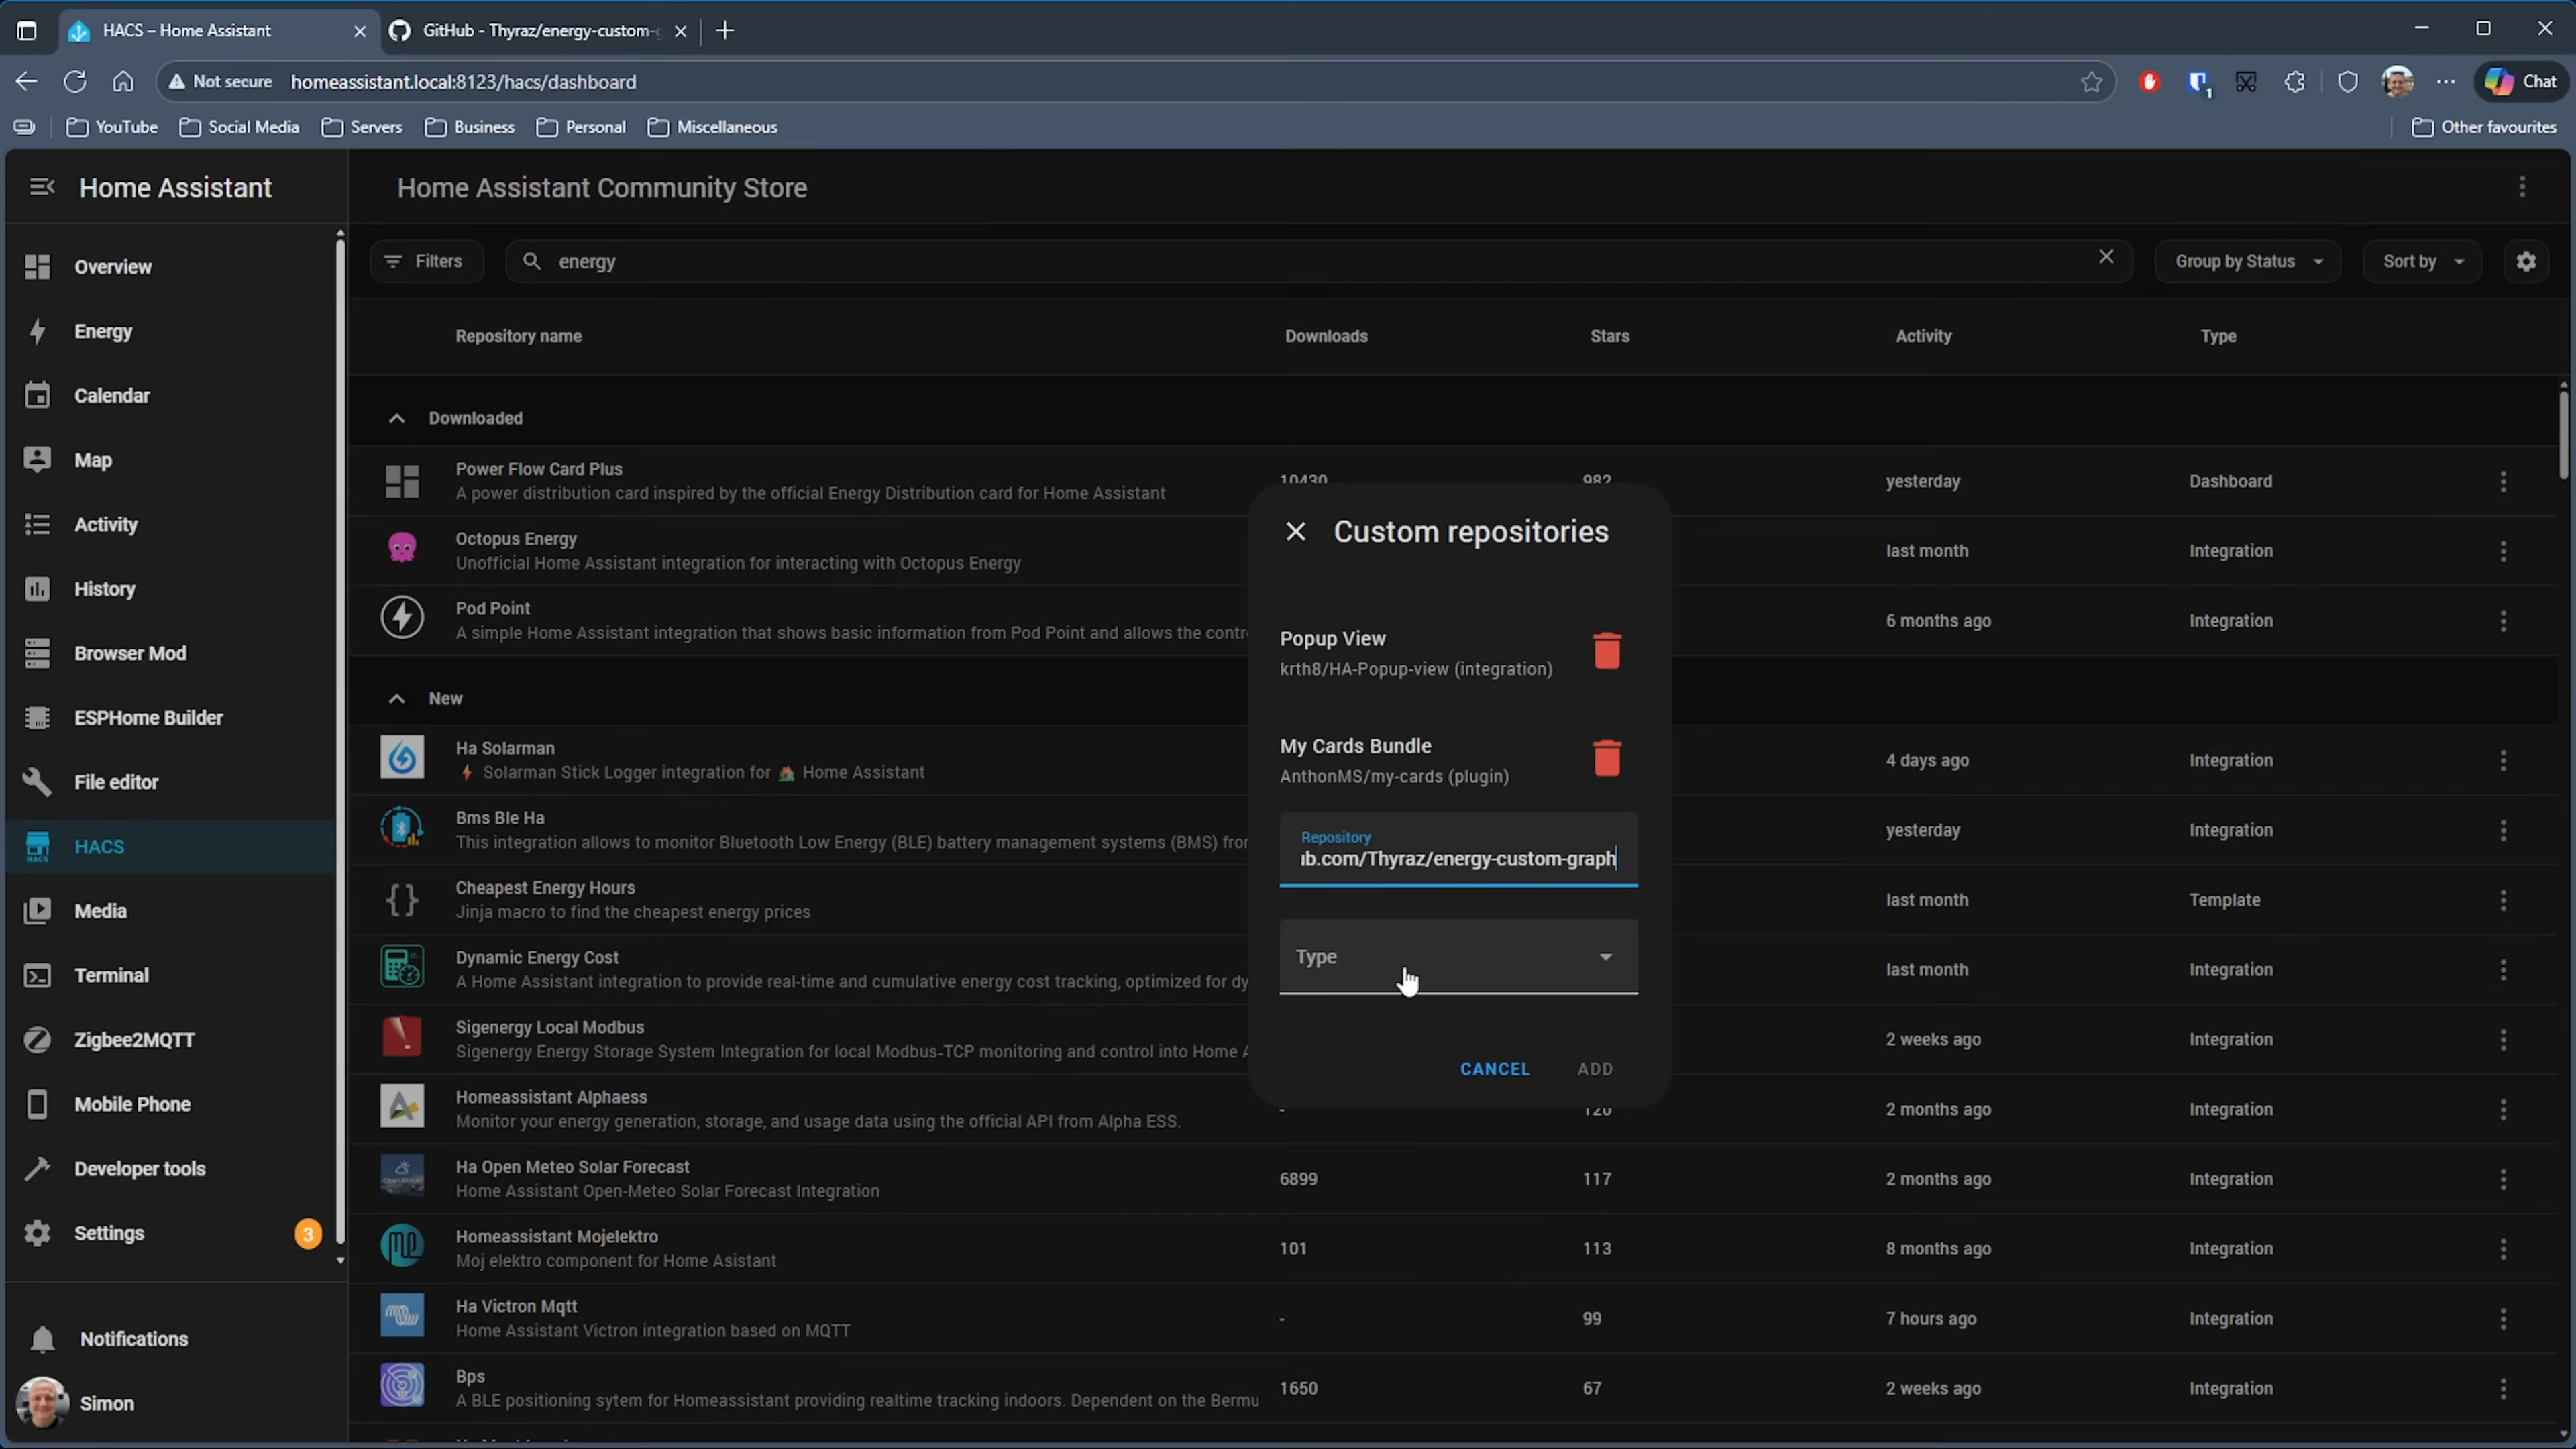 HACS – Home Assistant
GitHub - Thyraz/energy-custom-g
Not secure
homeassistant.local:8123/hacs/dashboard
1
Chat
YouTube
Social Media
Servers
Business
Personal
Miscellaneous
Other favourites
Home Assistant
Overview
Energy
Calendar
Map
Activity
History
Browser Mod
ESPHome Builder
File editor
HACS
HACS
Media
Terminal
Zigbee2MQTT
Mobile Phone
Developer tools
Settings
3
Notifications
Simon
Home Assistant Community Store
Filters
energy
Group by Status
Sort by
Repository name
Downloads
Stars
Activity
Type
Downloaded
Power Flow Card Plus
A power distribution card inspired by the official Energy Distribution card for Home Assistant
10430
982
yesterday
Dashboard
Octopus Energy
Unofficial Home Assistant integration for interacting with Octopus Energy
last month
Integration
Pod Point
A simple Home Assistant integration that shows basic information from Pod Point and allows the contr
6 months ago
Integration
New
Ha Solarman
Solarman Stick Logger integration for Home Assistant
4 days ago
Integration
Bms Ble Ha
This integration allows to monitor Bluetooth Low Energy (BLE) battery management systems (BMS) fro
yesterday
Integration
Cheapest Energy Hours
Jinja macro to find the cheapest energy prices
last month
Template
Dynamic Energy Cost
A Home Assistant integration to provide real-time and cumulative energy cost tracking, optimized for dy
last month
Integration
Sigenergy Local Modbus
Sigenergy Energy Storage System Integration for local Modbus-TCP monitoring and control into Home A
2 weeks ago
Integration
Homeassistant Alphaess
Monitor your energy generation, storage, and usage data using the official API from Alpha ESS.
-
120
2 months ago
Integration
Ha Open Meteo Solar Forecast
Home Assistant Open-Meteo Solar Forecast Integration
6899
117
2 months ago
Integration
Homeassistant Mojelektro
Moj elektro component for Home Asistant
101
113
8 months ago
Integration
Ha Victron Mqtt
Home Assistant Victron integration based on MQTT
-
99
7 hours ago
Integration
Bps
A BLE positioning sytem for Homeassistant providing realtime tracking indoors. Dependent on the Bermu
1650
67
2 weeks ago
Integration
Custom repositories
Popup View
krth8/HA-Popup-view (integration)
My Cards Bundle
AnthonMS/my-cards (plugin)
Repository
ıb.com/Thyraz/energy-custom-graph
Type
CANCEL
ADD